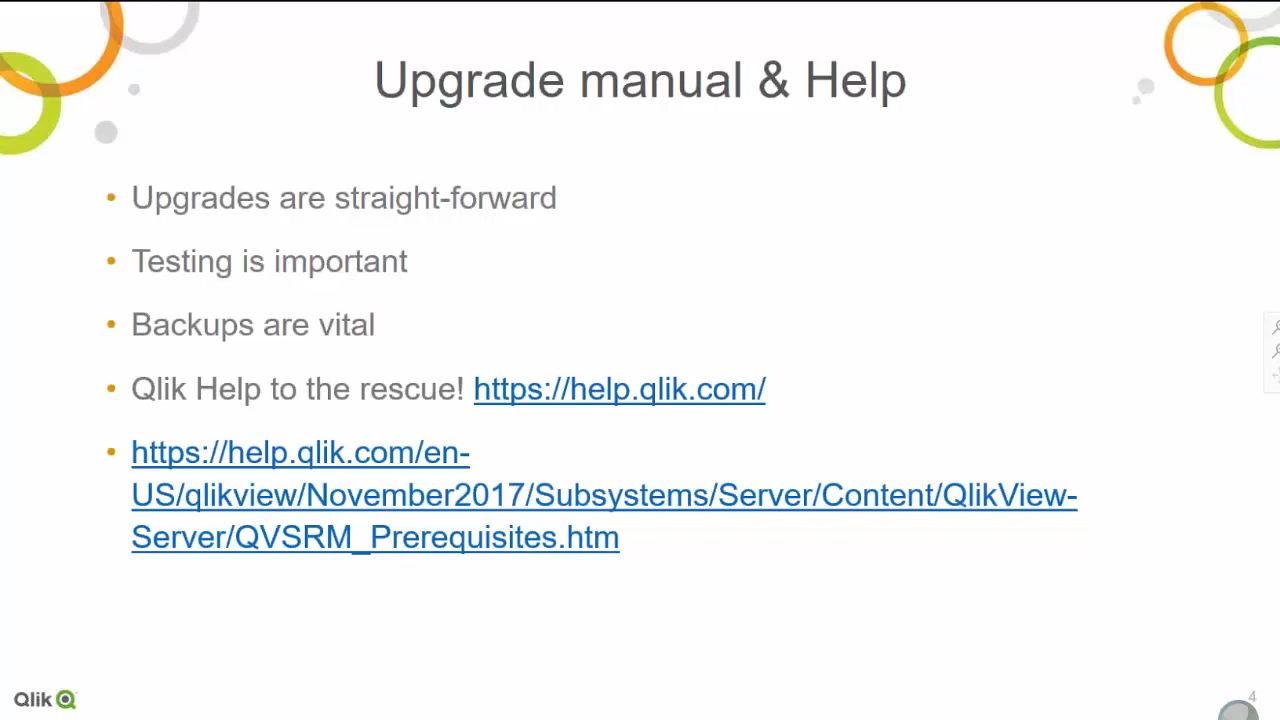 Upgrade manual & Help
• Upgrades are straight-forward
• Testing is important
• Backups are vital
• Qlik Help to the rescue! https://help.qlik.com/
• https://help.qlik.com/en-
US/qlikview/November2017/Subsystems/Server/Content/QlikView-
Server/QVSRM_Prerequisites.htm
Qlik
4